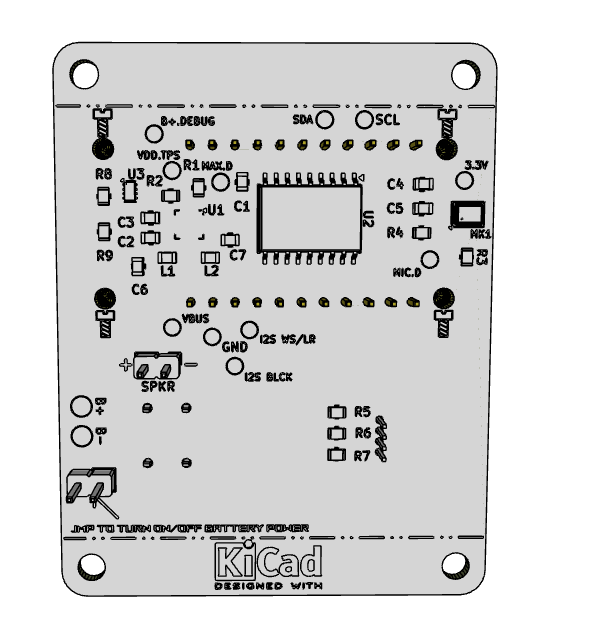 B+.DEBUG
SDA
SCL
VDD.TPS
R1
MAX.D
3.3V
R8
U3
R2
C4
C1
C3
U1
C5
U2
C2
R4
MK1
R9
C7
R3
L1
L2
MIC.D
C6
VBUS
GND
I2S WS/LR
+
-
I2S BLCK
SPKR
B+
R5
B-
R6
R7
JMP TO TURN ON/OFF BATTERY POWER
KiCad
DESIGNED WITH